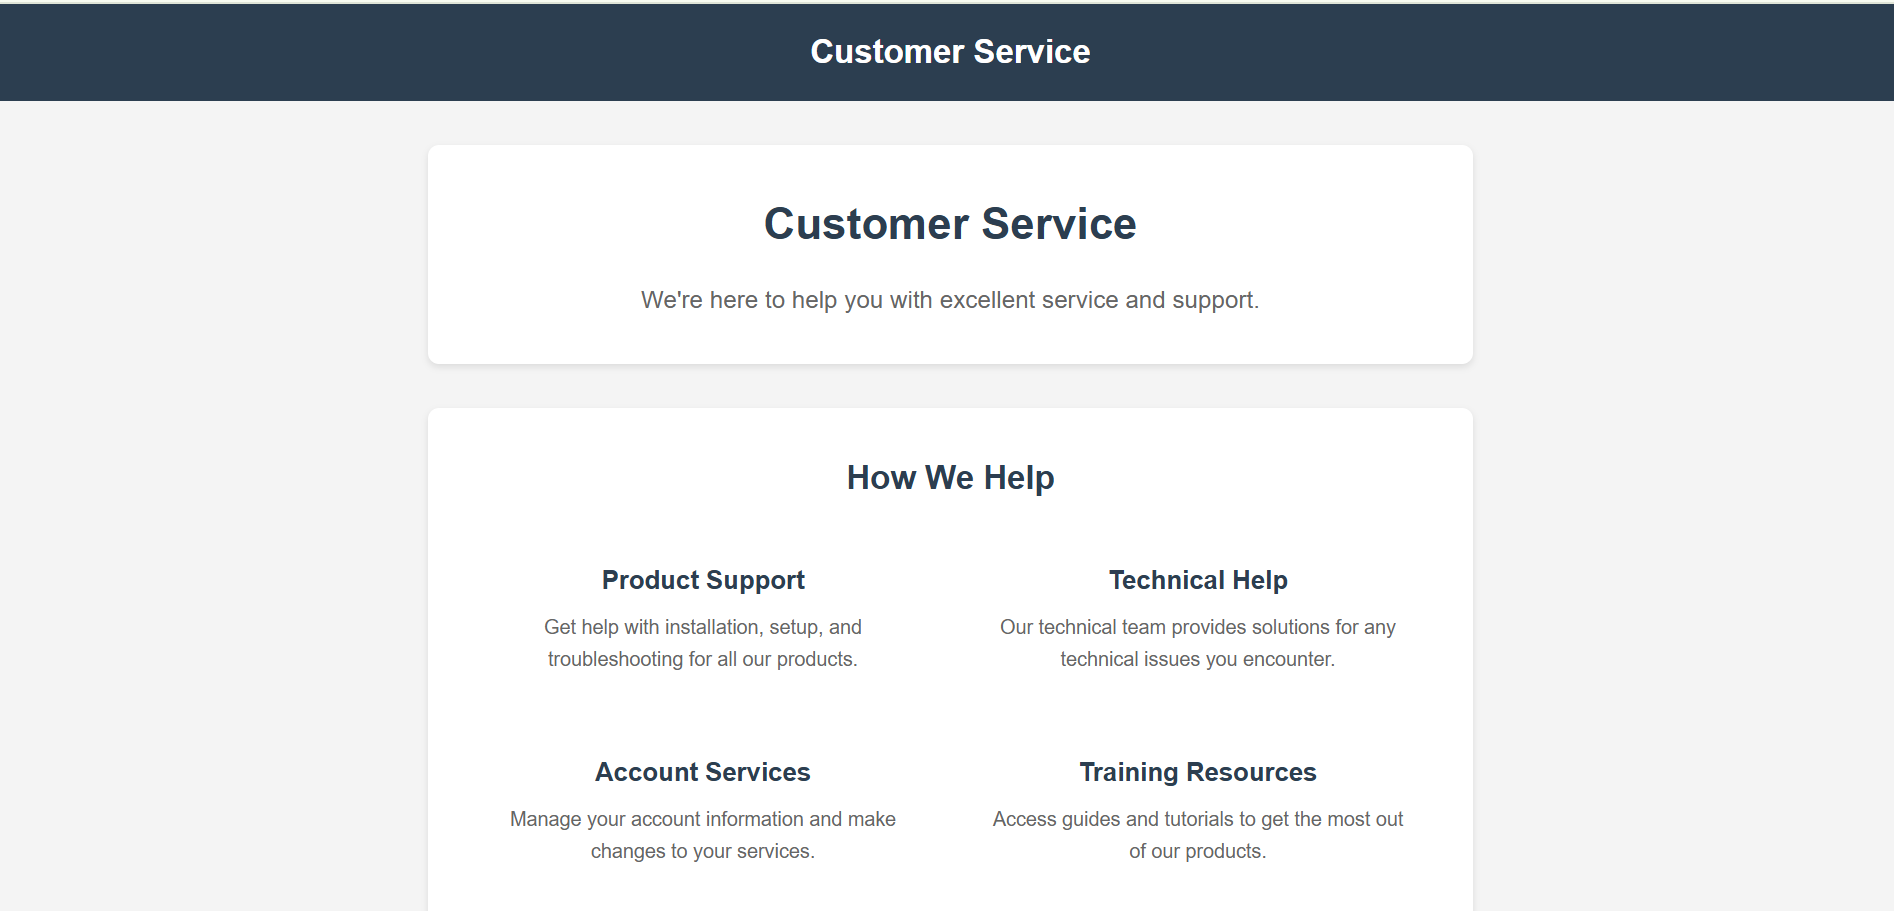 Customer Service
Customer Service
We're here to help you with excellent service and support.
How We Help
Product Support
Get help with installation, setup, and
troubleshooting for all our products.
Technical Help
Our technical team provides solutions for any
technical issues you encounter.
Account Services
Manage your account information and make
changes to your services.
Training Resources
Access guides and tutorials to get the most out
of our products.